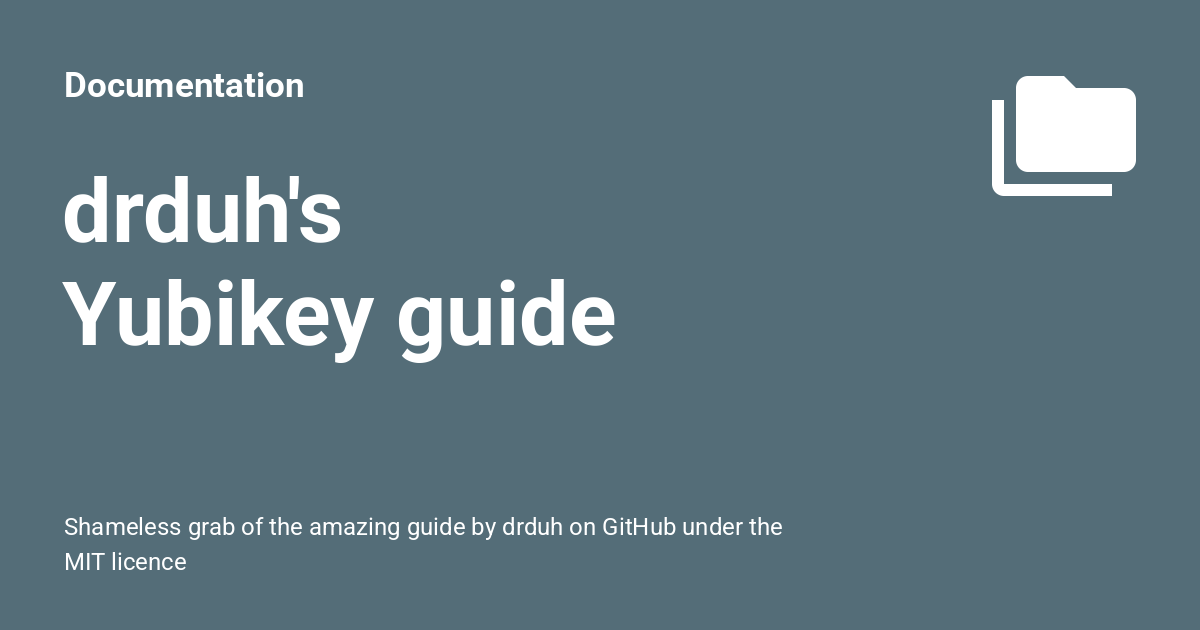 Documentation
drduh's
Yubikey guide
Shameless grab of the amazing guide by drduh on GitHub under the
MIT licence